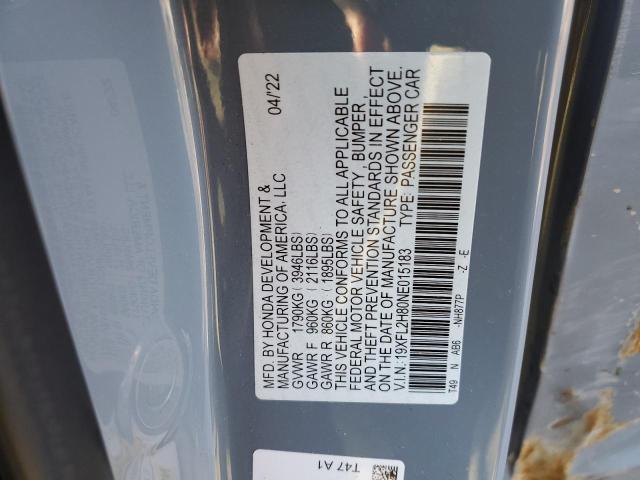 MFD. BY HONDA DEVELOPMENT &
MANUFACTURING OF AMERICA, LLC 04/'22
GVWR 1790KG ( 3946LBS)
GAWR F 960KG ( 2116LBS)
GAWR R 860KG ( 1895LBS)
THIS VEHICLE CONFORMS TO ALL APPLICABLE
FEDERAL MOTOR VEHICLE SAFETY, BUMPER,
AND THEFT PREVENTION STANDARDS IN EFFECT
ON THE DATE OF MANUFACTURE SHOWN ABOVE.
V.I.N.:19XFL2H80NE015183 TYPE: PASSENGER CAR
T49 N AB6 -NH877P -Z -E
T47 A1